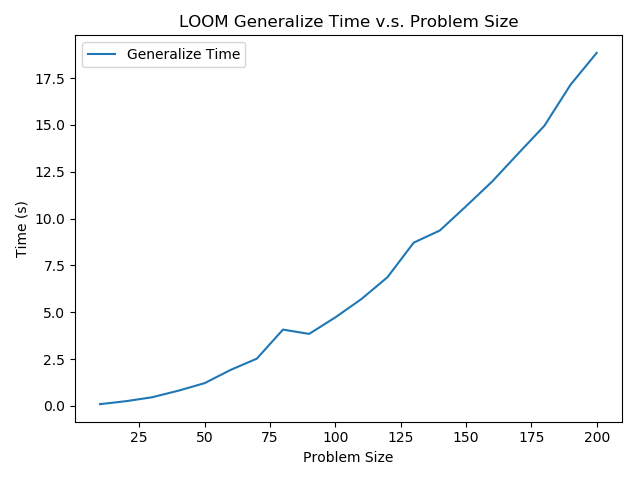 LOOM Generalize Time v.s. Problem Size
Generalize Time
Time (s)
17.5
15.0
12.5
10.0
7.5
5.0
2.5
0.0
25 50 75 100 125 150 175 200
Problem Size